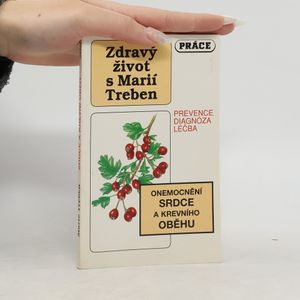 PRÁCE
Zdravý
život
s Marií
Treben
PREVENCE
DIAGNÓZA
LÉČBA
ONEMOCNĚNÍ
SRDCE
A KREVNÍHO
OBĚHU